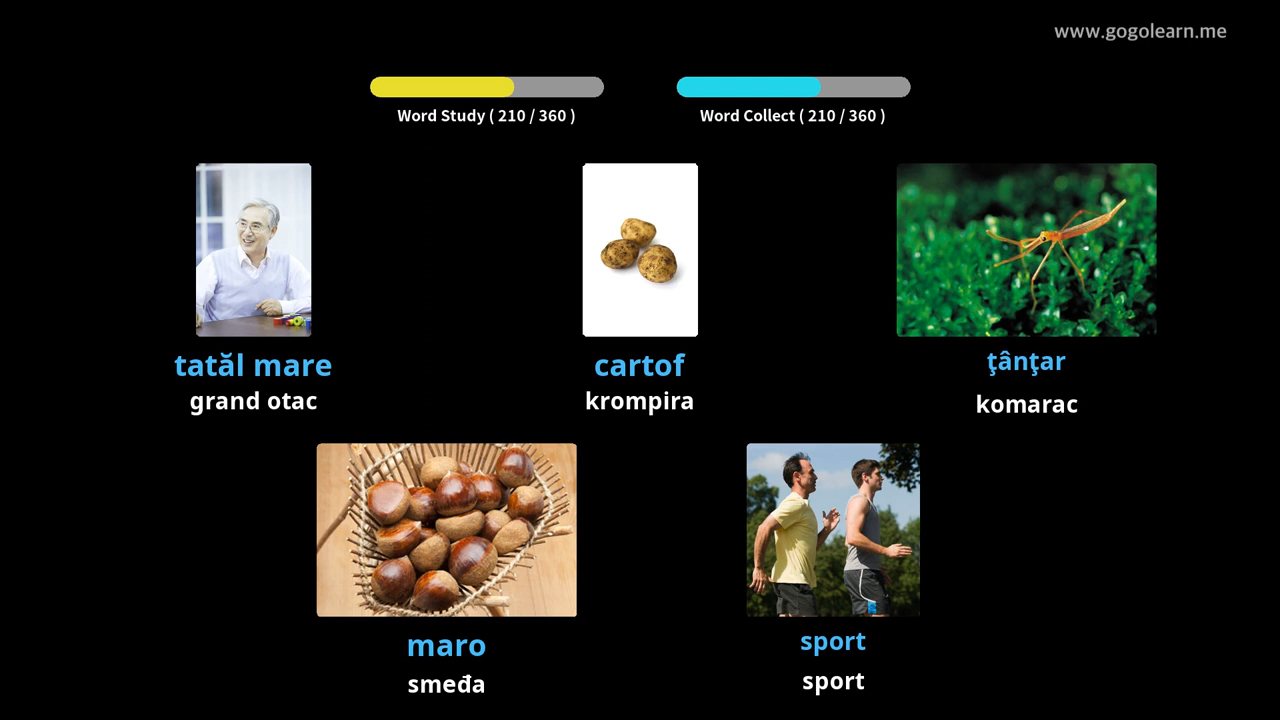 www.gogolearn.me
Word Study ( 210 / 360 )
Word Collect ( 210 / 360 )
tatăl mare
grand otac
cartof
krompira
ţânţar
komarac
maro
smeđa
sport
sport